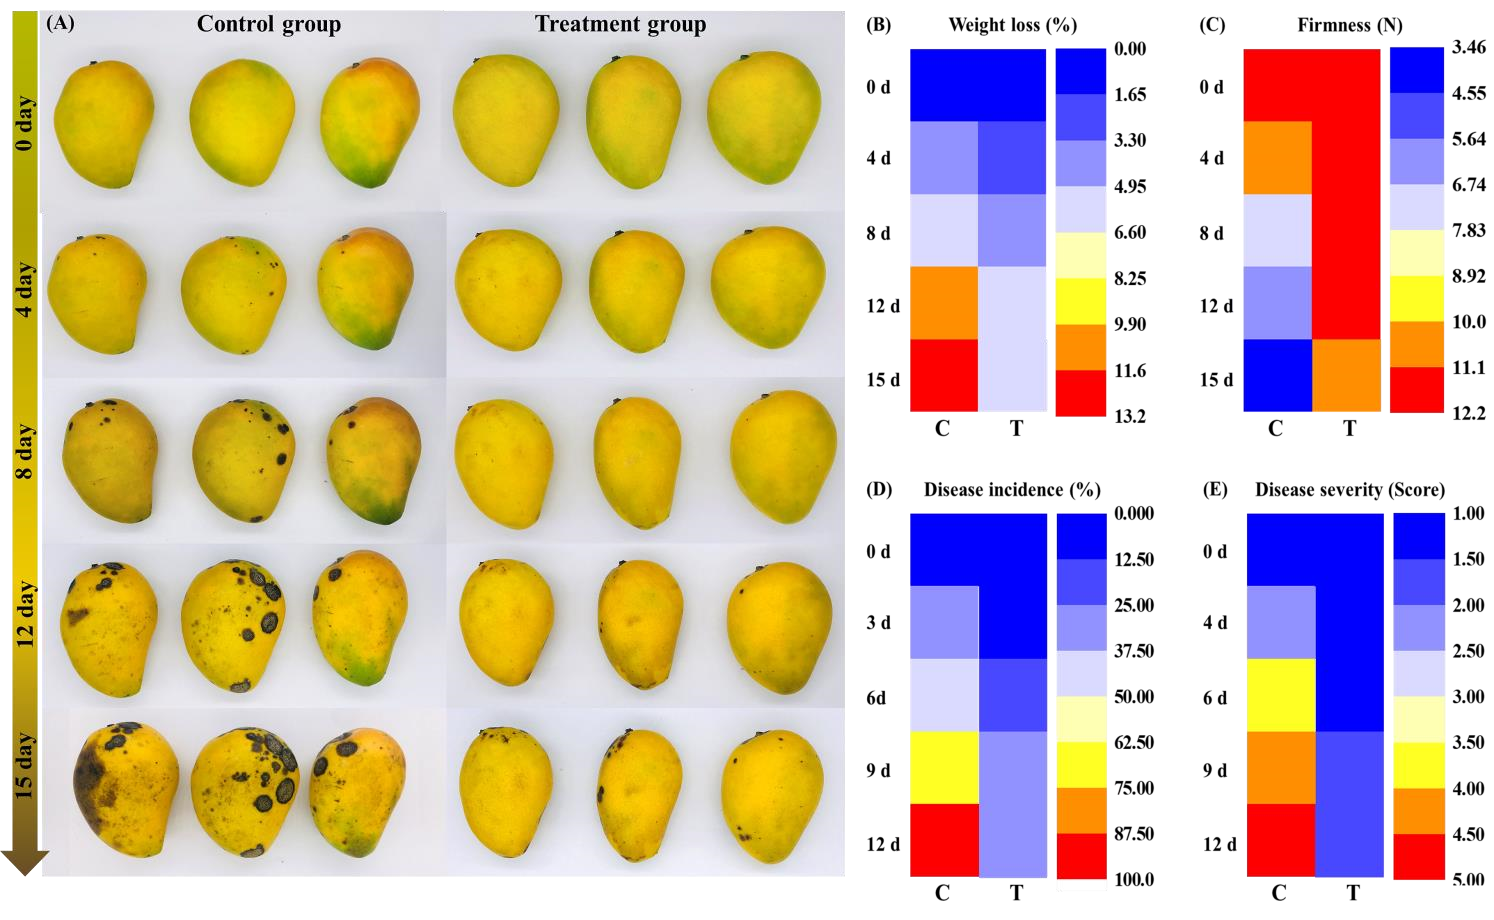 (A)
Control group
Treatment group
0 day
4 day
8 day
12 day
15 day
(B)
Weight loss (%)
0 d
4 d
8 d
12 d
15 d
C
T
0.00
1.65
3.30
4.95
6.60
8.25
9.90
11.6
13.2
(C)
Firmness (N)
0 d
4 d
8 d
12 d
15 d
C
T
3.46
4.55
5.64
6.74
7.83
8.92
10.0
11.1
12.2
(D)
Disease incidence (%)
0 d
3 d
6d
9 d
12 d
C
T
0.000
12.50
25.00
37.50
50.00
62.50
75.00
87.50
100.0
(E)
Disease severity (Score)
0 d
4 d
6 d
9 d
12 d
C
T
1.00
1.50
2.00
2.50
3.00
3.50
4.00
4.50
5.00